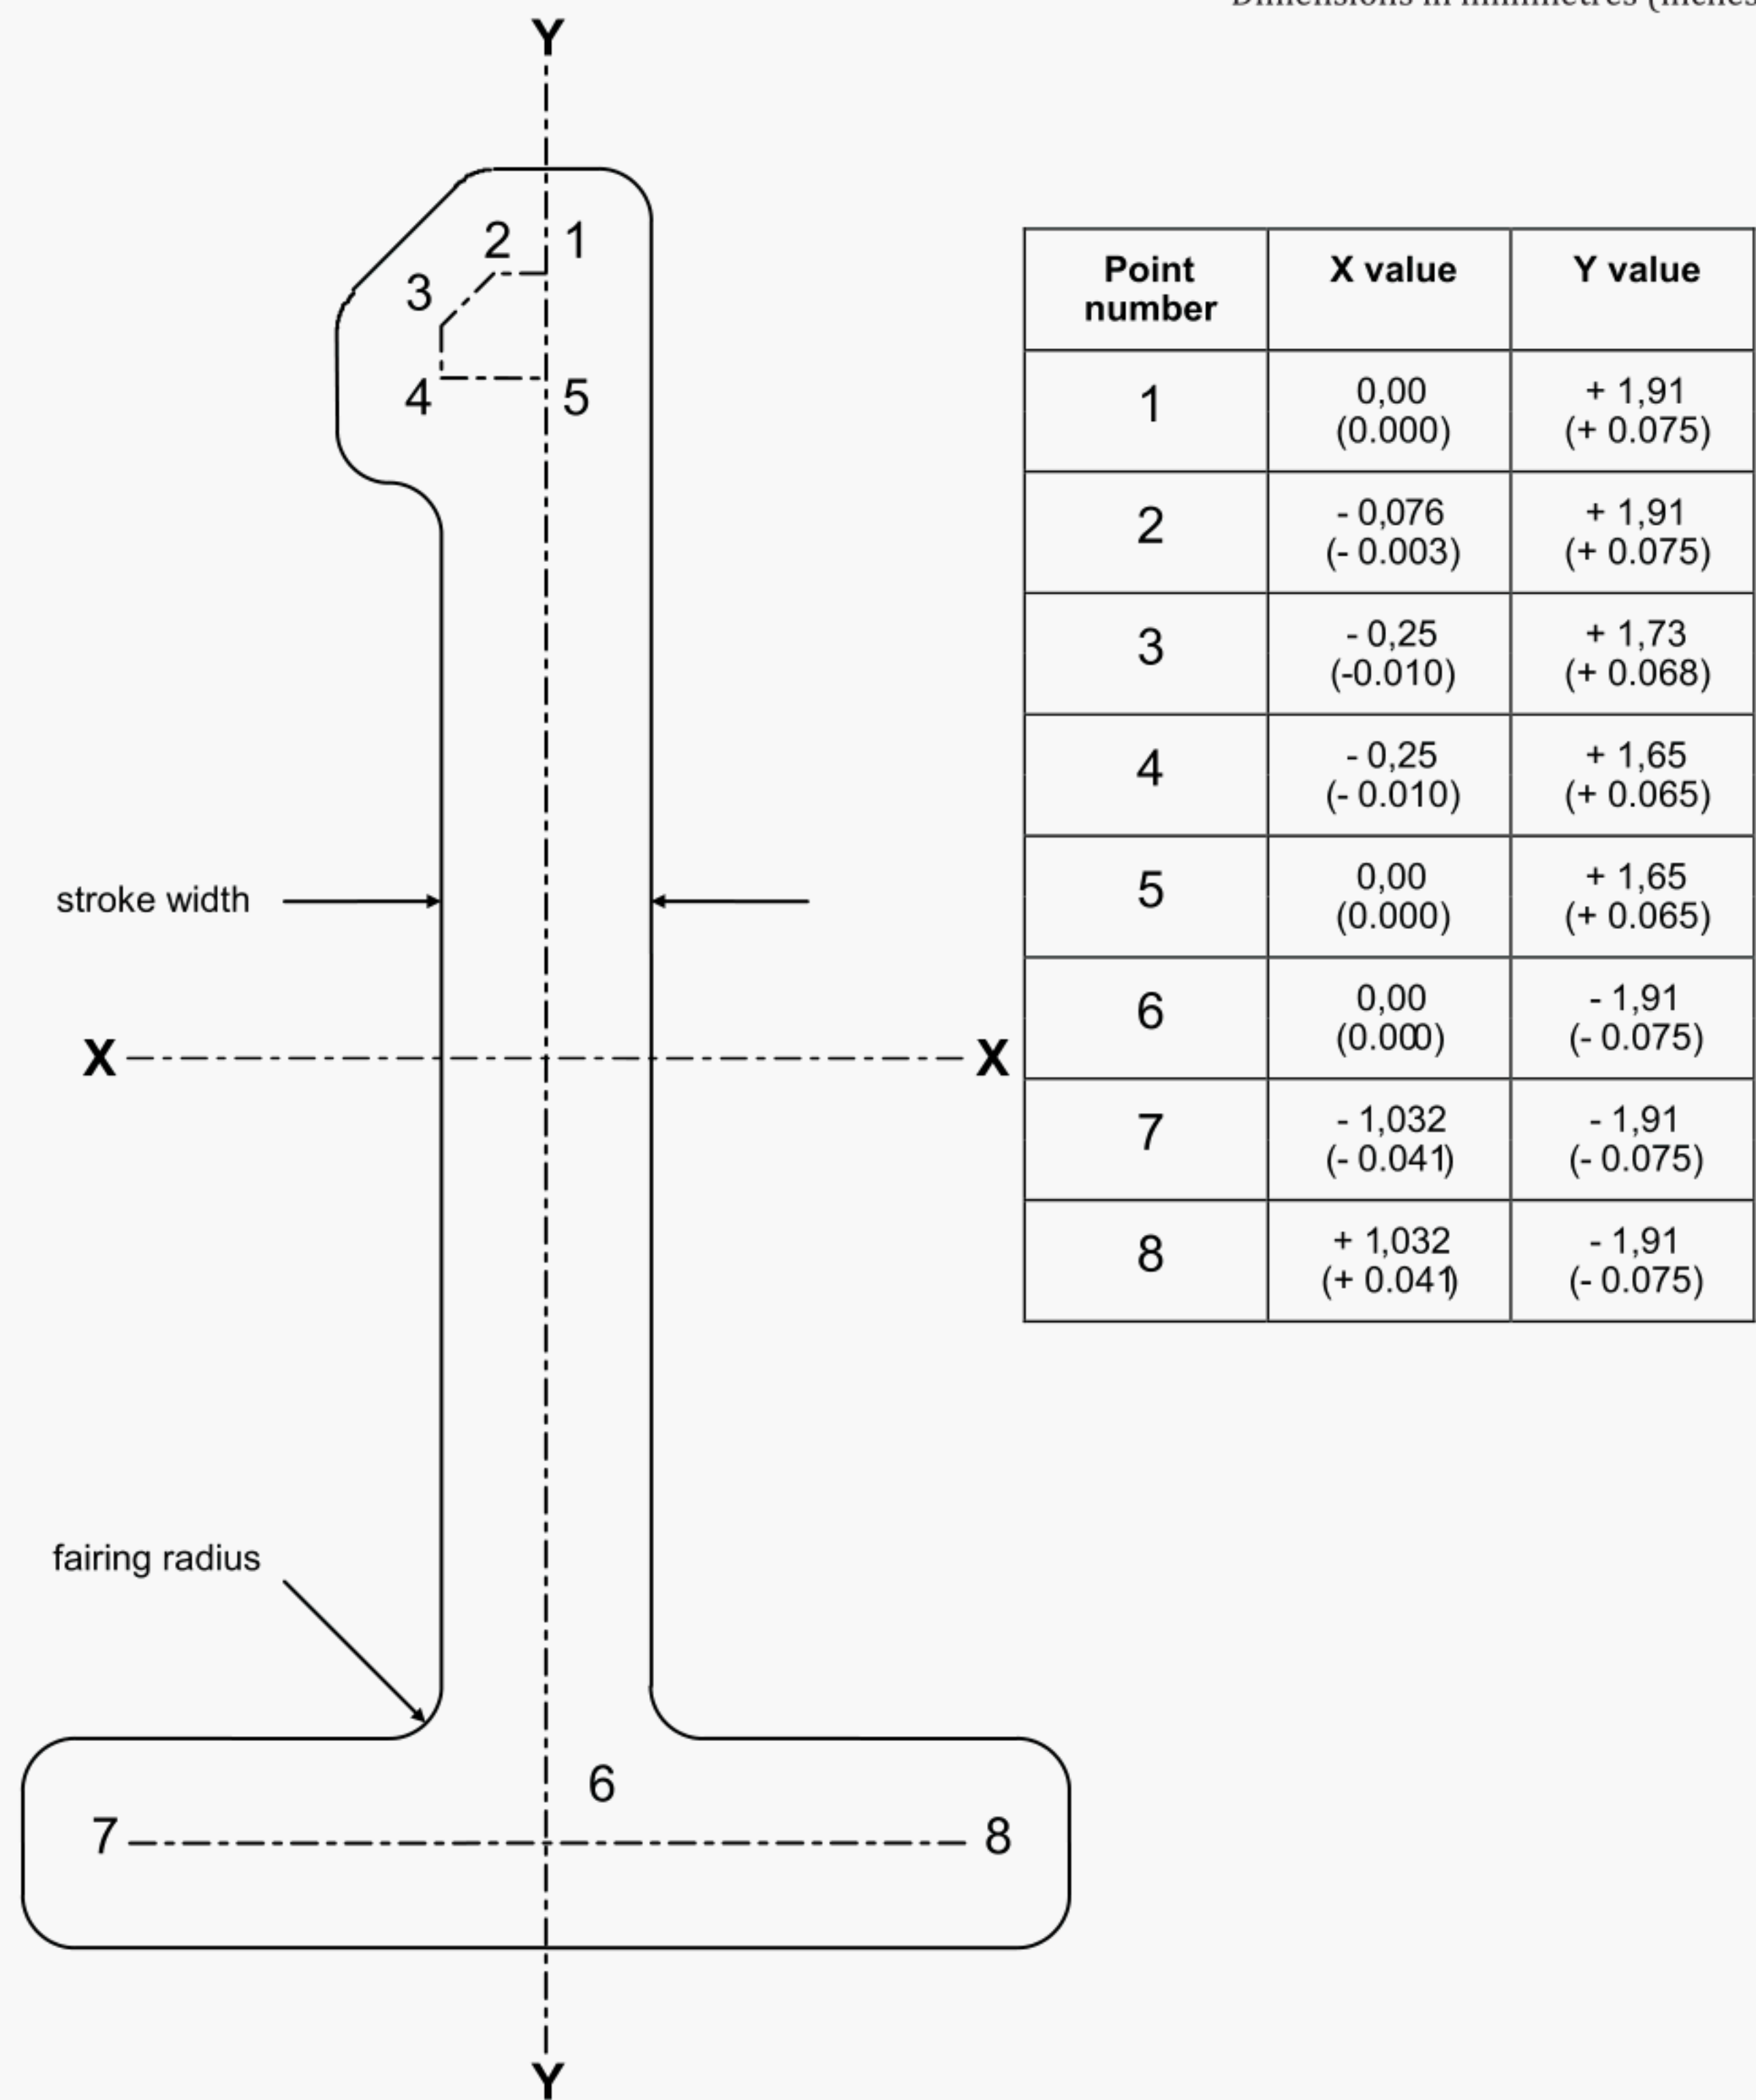 Dimensions in millimetres (inches
Y
2 1
3
4 5
stroke width
X X
fairing radius
6
7 8
Y
Point number X value Y value
1 0,00 (0.000) + 1,91 (+ 0.075)
2 - 0,076 (- 0.003) + 1,91 (+ 0.075)
3 - 0,25 (-0.010) + 1,73 (+ 0.068)
4 - 0,25 (- 0.010) + 1,65 (+ 0.065)
5 0,00 (0.000) + 1,65 (+ 0.065)
6 0,00 (0.000) - 1,91 (- 0.075)
7 - 1,032 (- 0.041) - 1,91 (- 0.075)
8 + 1,032 (+ 0.041) - 1,91 (- 0.075)